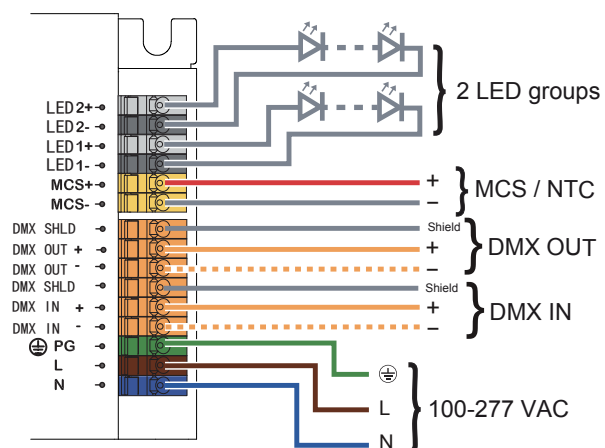 LED2+
LED2-
LED1+
LED1-
MCS+
MCS-
DMX SHLD
DMX OUT +
DMX OUT -
DMX SHLD
DMX IN +
DMX IN -
PG
L
N
2 LED groups
+
MCS / NTC
–
Shield
+
DMX OUT
–
Shield
+
DMX IN
–
L
100-277 VAC
N